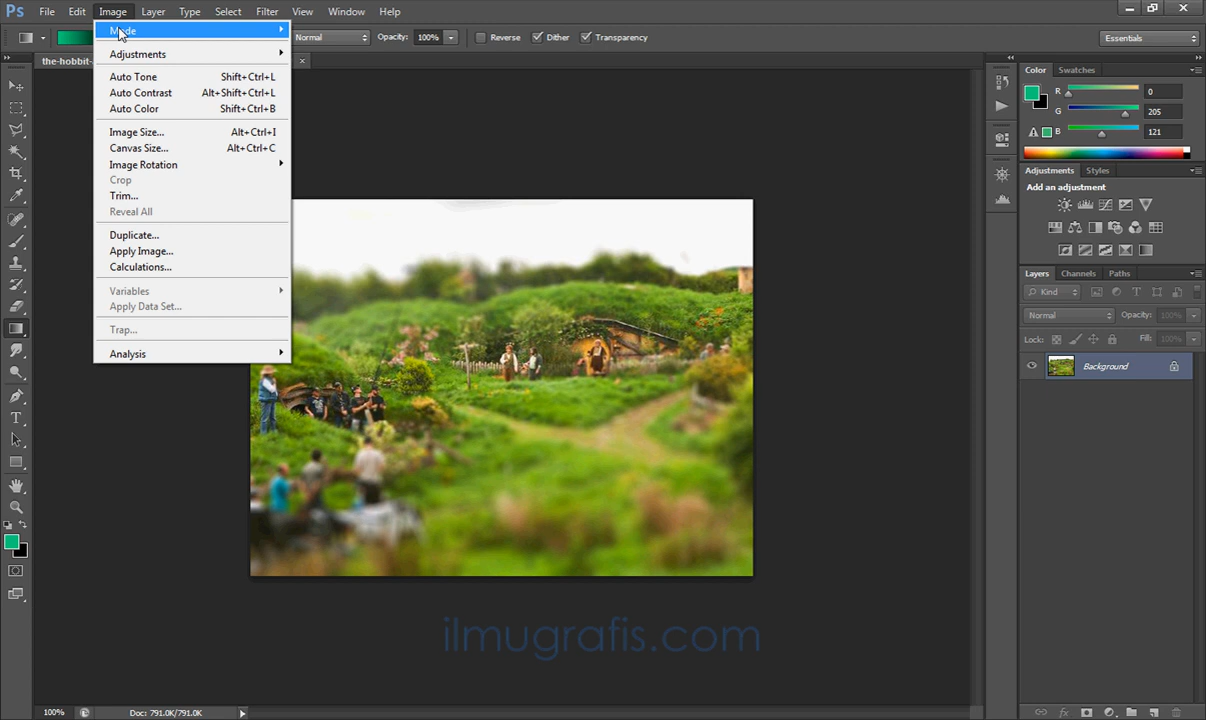 Ps File Edit Image Layer Type Select Filter View Window Help
Normal Opacity: 100% Reverse Dither Transparency Essentials
the-hobbit-
Mode
Adjustments
Auto Tone Shift+Ctrl+L
Auto Contrast Alt+Shift+Ctrl+L
Auto Color Shift+Ctrl+B
Image Size... Alt+Ctrl+I
Canvas Size... Alt+Ctrl+C
Image Rotation
Crop
Trim...
Reveal All
Duplicate...
Apply Image...
Calculations...
Variables
Apply Data Set...
Trap...
Analysis
Color Swatches
R 0
G 205
B 121
Adjustments Styles
Add an adjustment
Layers Channels Paths
Kind
Normal Opacity: 100%
Lock: Fill: 100%
Background
ilmugrafis.com
100% Doc: 791.0K/791.0K